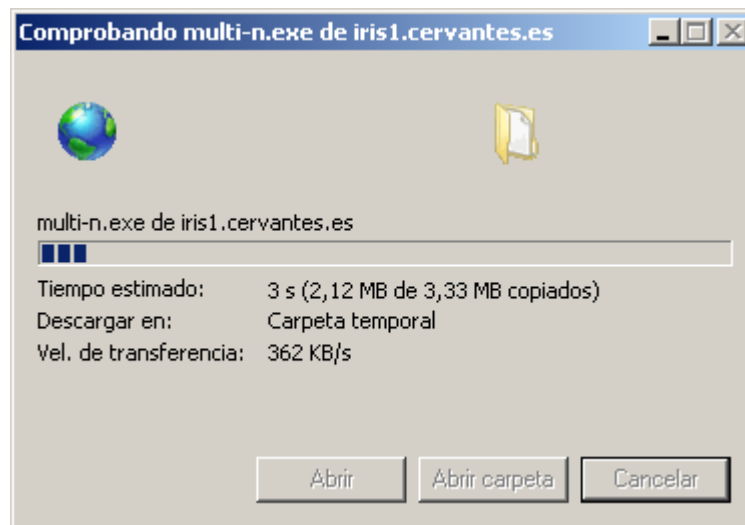 Comprobando multi-n.exe de iris1.cervantes.es
multi-n.exe de iris1.cervantes.es
Tiempo estimado: 3 s (2,12 MB de 3,33 MB copiados)
Descargar en: Carpeta temporal
Vel. de transferencia: 362 KB/s
Abrir Abrir carpeta Cancelar